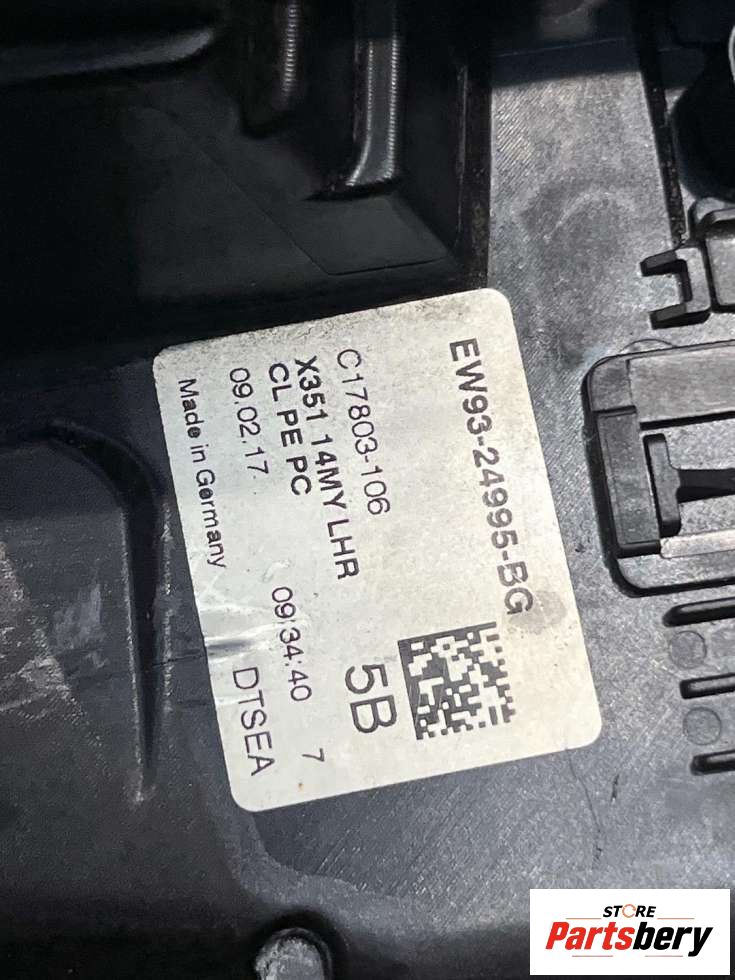 EW93-24995-BG
C17803-106
5B
X351 14MY LHR
CL PE PC
09.02.17 09:34:40 7
Made in Germany DTSEA
STORE
Partsbery